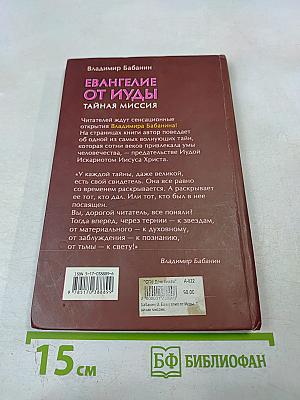 Владимир Бабанин
ЕВАНГЕЛИЕ
ОТ ИУДЫ
ТАЙНАЯ МИССИЯ
Читателей ждут сенсационные
открытия Владимира Бабанина!
На страницах книги автор поведает
об одной из самых волнующих тайн,
которая сотни веков привлекала умы
человечества, — предательстве Иудой
Искариотом Иисуса Христа.
«У каждой тайны, даже великой,
есть свой свидетель. Она все равно
со временем раскрывается. А раскрывает
ее тот, кто дал. Или тот, кто был в нее
посвящен.
Вы, дорогой читатель, все поняли?
Тогда вперед, через тернии — к звездам,
от материального — к духовному,
от заблуждения — к познанию,
от тьмы — к свету!»
Владимир Бабанин
50.00
15 см
БФ БИБЛИОФАН